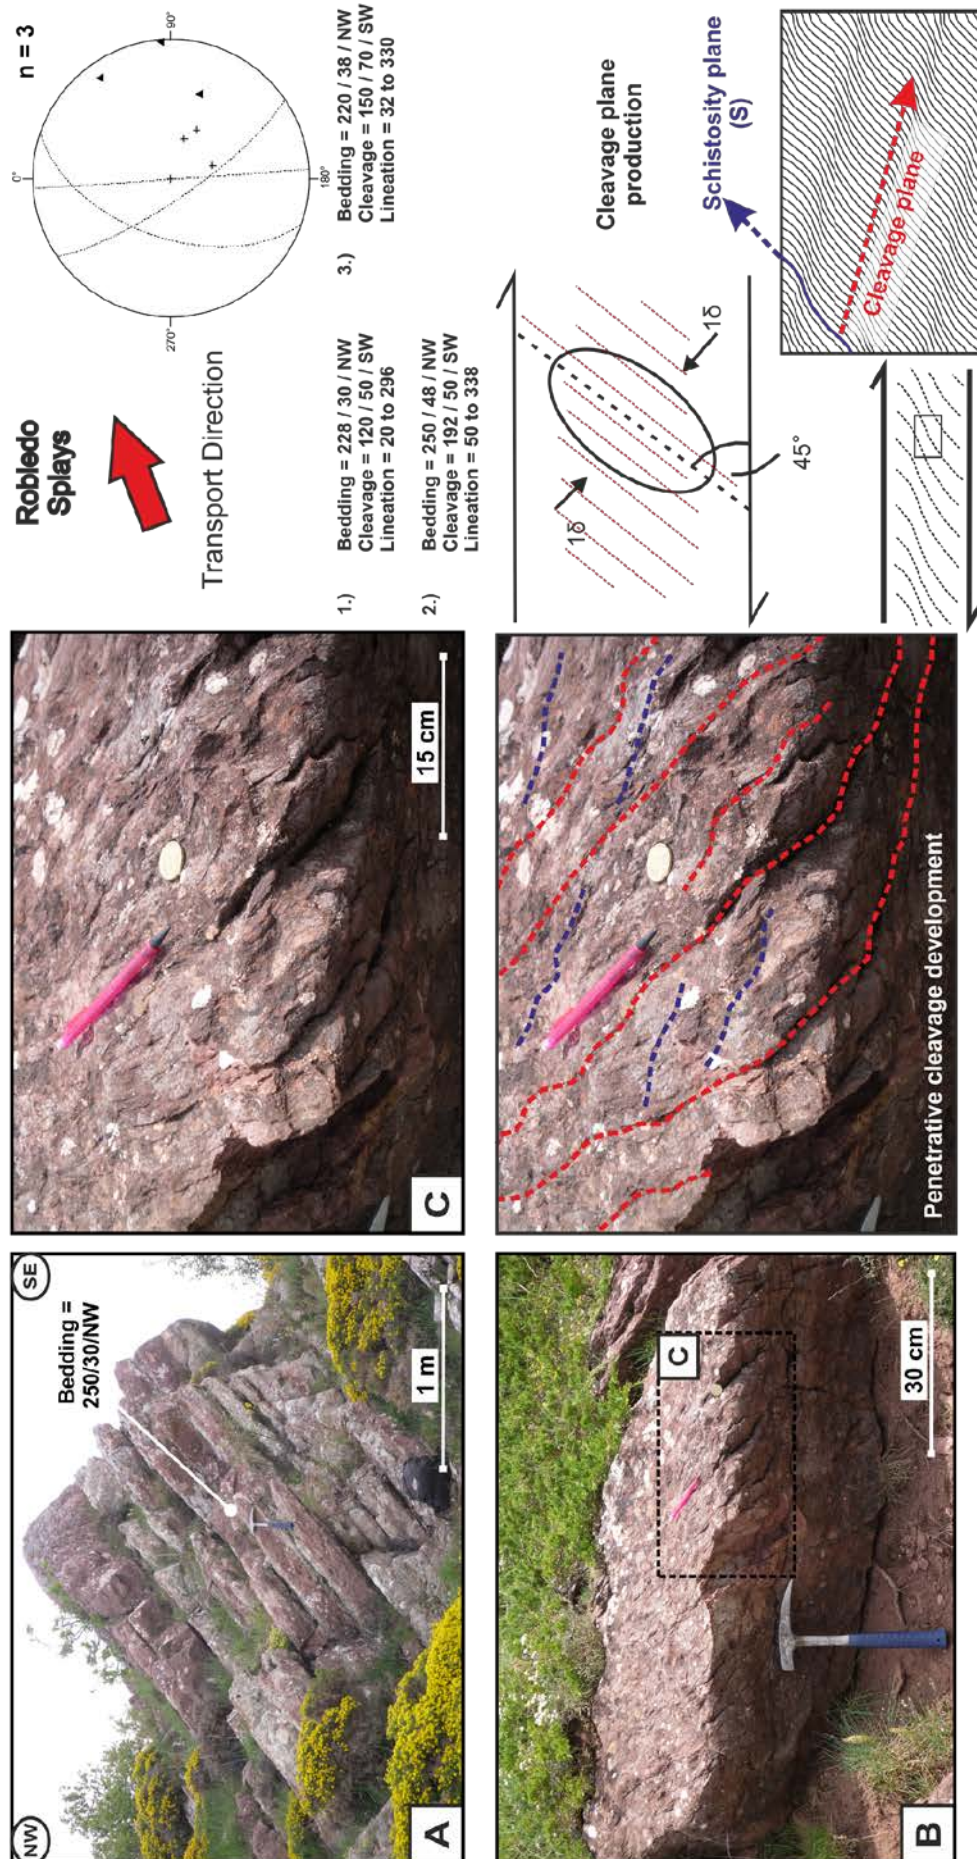 NW
SE
Bedding =
250/30/NW
1 m
A
C
15 cm
Robledo
Splays
Transport Direction
n = 3
0°
90°
180°
270°
1.)
Bedding = 228 / 30 / NW
Cleavage = 120 / 50 / SW
Lineation = 20 to 296
2.)
Bedding = 250 / 48 / NW
Cleavage = 192 / 50 / SW
Lineation = 50 to 338
3.)
Bedding = 220 / 38 / NW
Cleavage = 150 / 70 / SW
Lineation = 32 to 330
C
30 cm
B
Penetrative cleavage development
1δ
1δ
45°
Cleavage plane
production
Schistosity plane
(S)
Cleavage plane